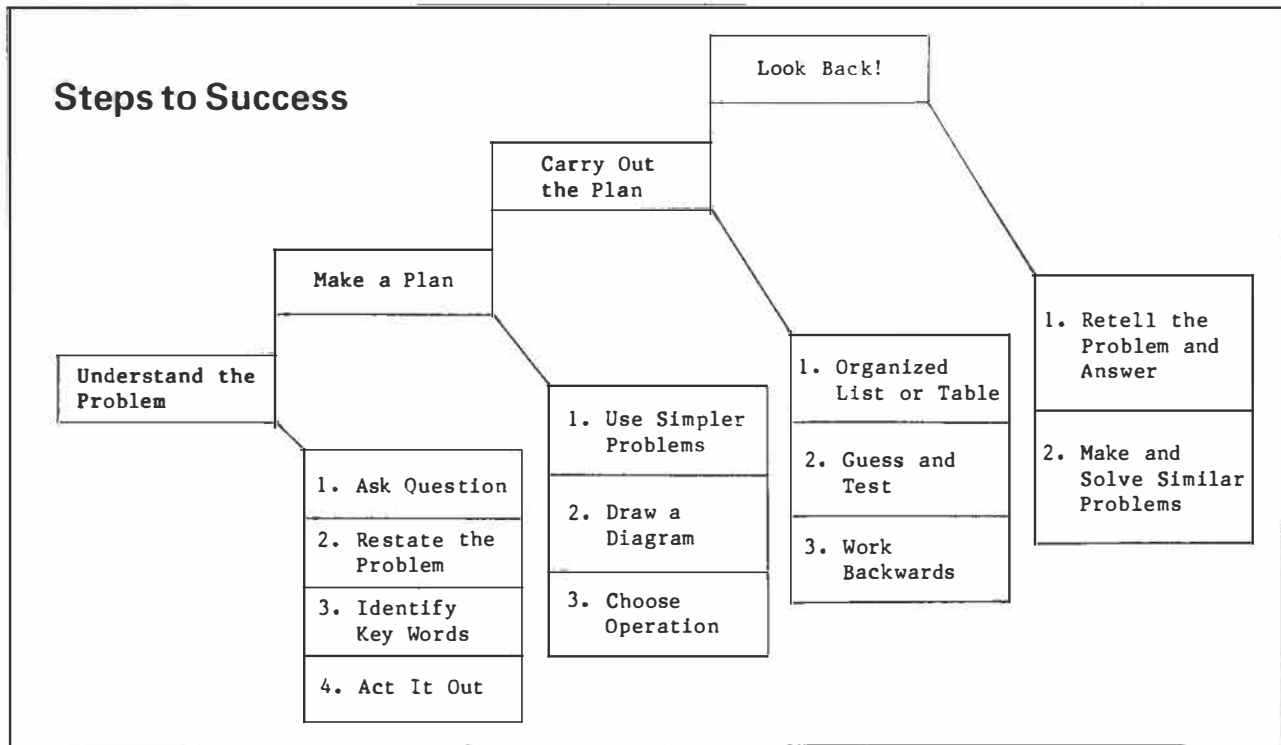 Steps to Success
Look Back!
Carry Out
the Plan
Make a Plan
Understand the
Problem
1. Ask Question
2. Restate the
Problem
3. Identify
Key Words
4. Act It Out
1. Use Simpler
Problems
2. Draw a
Diagram
3. Choose
Operation
1. Organized
List or Table
2. Guess and
Test
3. Work
Backwards
1. Retell the
Problem and
Answer
2. Make and
Solve Similar
Problems